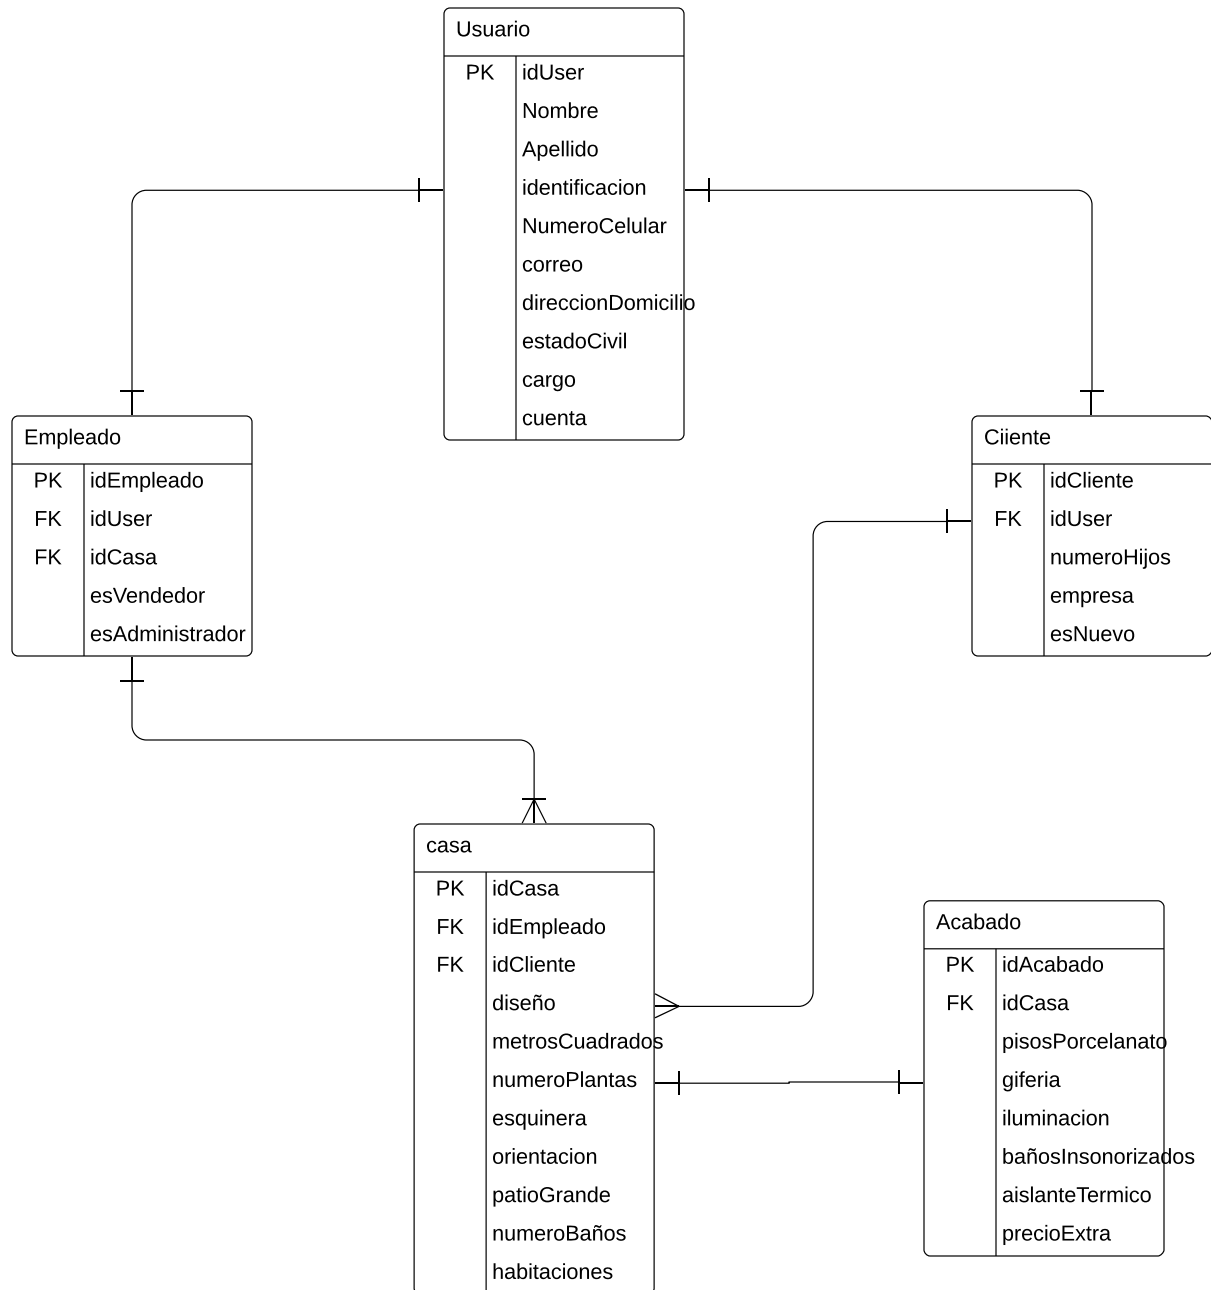 Usuario
PK idUser
Nombre
Apellido
identificacion
NumeroCelular
correo
direccionDomicilio
estadoCivil
cargo
cuenta
Empleado
PK idEmpleado
FK idUser
FK idCasa
esVendedor
esAdministrador
Ciiente
PK idCliente
FK idUser
numeroHijos
empresa
esNuevo
casa
PK idCasa
FK idEmpleado
FK idCliente
diseño
metrosCuadrados
numeroPlantas
esquinera
orientacion
patioGrande
numeroBaños
habitaciones
Acabado
PK idAcabado
FK idCasa
pisosPorcelanato
giferia
iluminacion
bañosInsonorizados
aislanteTermico
precioExtra